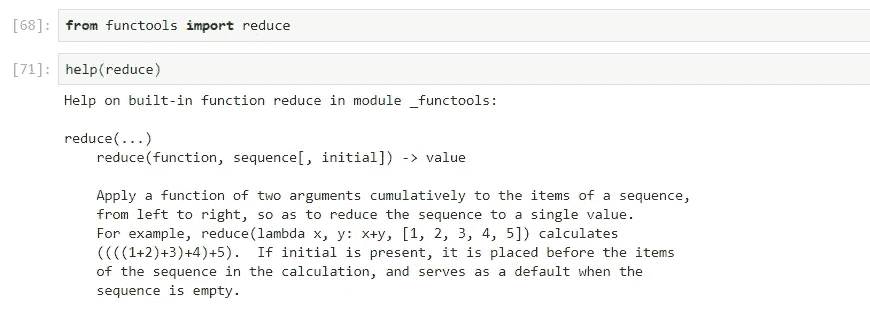 [68]: from functools import reduce
[71]: help(reduce)
Help on built-in function reduce in module _functools:
reduce(...)
reduce(function, sequence[, initial]) -> value
Apply a function of two arguments cumulatively to the items of a sequence,
from left to right, so as to reduce the sequence to a single value.
For example, reduce(lambda x, y: x+y, [1, 2, 3, 4, 5]) calculates
((((1+2)+3)+4)+5).  If initial is present, it is placed before the items
of the sequence in the calculation, and serves as a default when the
sequence is empty.